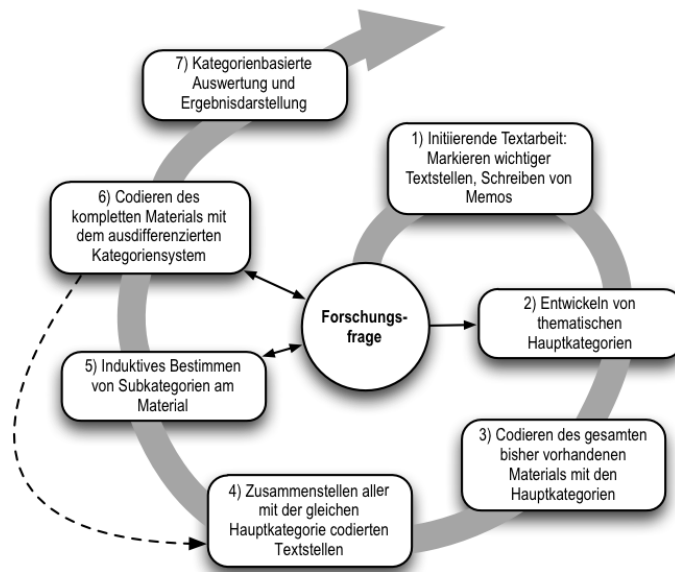 7) Kategorienbasierte
Auswertung und
Ergebnisdarstellung
1) Initiierende Textarbeit:
Markieren wichtiger
Textstellen, Schreiben von
Memos
6) Codieren des
kompletten Materials mit
dem ausdifferenzierten
Kategoriensystem
Forschungs-
frage
2) Entwickeln von
thematischen
Hauptkategorien
5) Induktives Bestimmen
von Subkategorien am
Material
3) Codieren des gesamten
bisher vorhandenen
Materials mit den
Hauptkategorien
4) Zusammenstellen aller
mit der gleichen
Hauptkategorie codierten
Textstellen